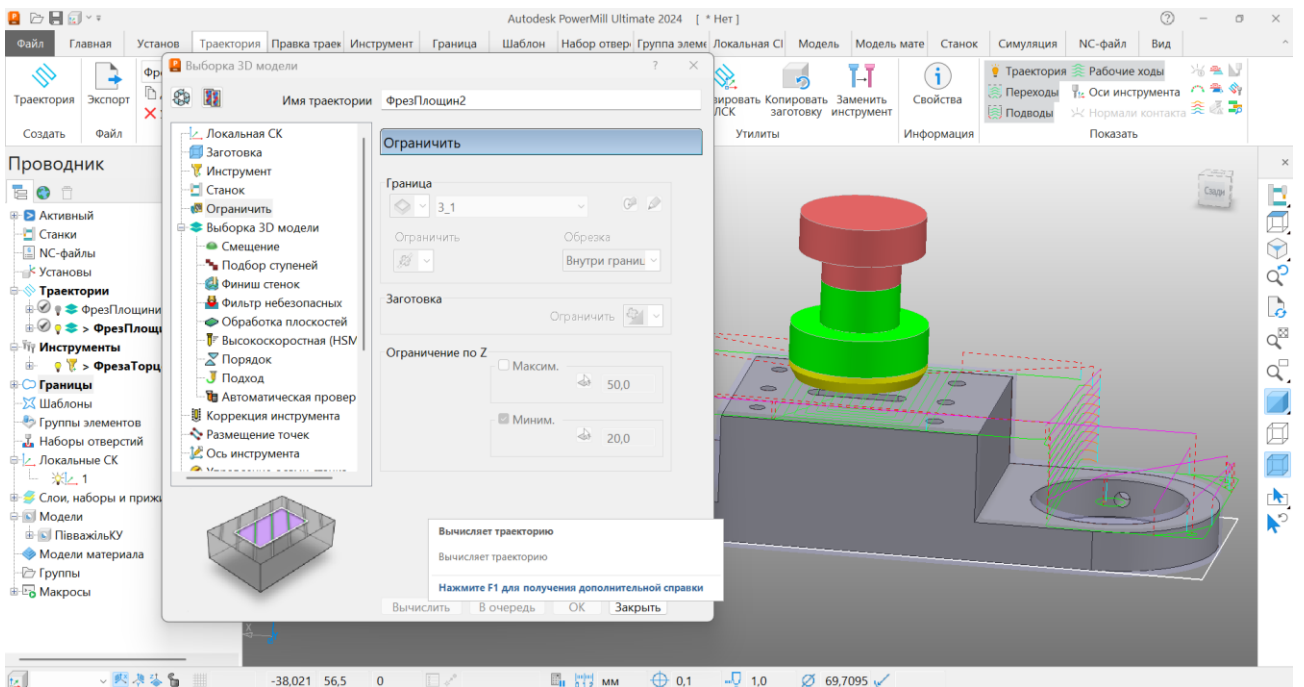 Autodesk PowerMill Ultimate 2024 [ * Нет ]
Файл Главная Установ Траектория Правка траек Инструмент Граница Шаблон Набор отвер Группа элеме Локальная СІ Модель Модель мате Станок Симуляция NC-файл Вид
Траектория Экспорт
Создать Файл
зировать Копировать Заменить
ЛСК заготовку инструмент
Утилиты
Свойства
Информация
Траектория Рабочие ходы
Переходы Оси инструмента
Подводы Нормали контакта
Показать
Проводник
Активный
Станки
NC-файлы
Установы
Траектории
ФрезПлощини
> ФрезПлощи
Инструменты
> ФрезаТорц
Границы
Шаблоны
Группы элементов
Наборы отверстий
Локальные СК
1
Слои, наборы и прижи
Модели
ПівважільКУ
Модели материала
Группы
Макросы
Выборка 3D модели
Имя траектории ФрезПлощин2
Локальная СК
Заготовка
Инструмент
Станок
Ограничить
Выборка 3D модели
Смещение
Подбор ступеней
Финиш стенок
Фильтр небезопасных
Обработка плоскостей
Высокоскоростная (HSM
Порядок
Подход
Автоматическая провер
Коррекция инструмента
Размещение точек
Ось инструмента
Ограничить
Граница
3_1
Ограничить Обрезка
Внутри границ
Заготовка
Ограничить
Ограничение по Z
Максим.
50,0
Миним.
20,0
Вычисляет траекторию
Вычисляет траекторию
Нажмите F1 для получения дополнительной справки
Вычислить В очередь ОК Закрыть
Сзади
X
-38,021 56,5 0 мм 0,1 1,0 69,7095